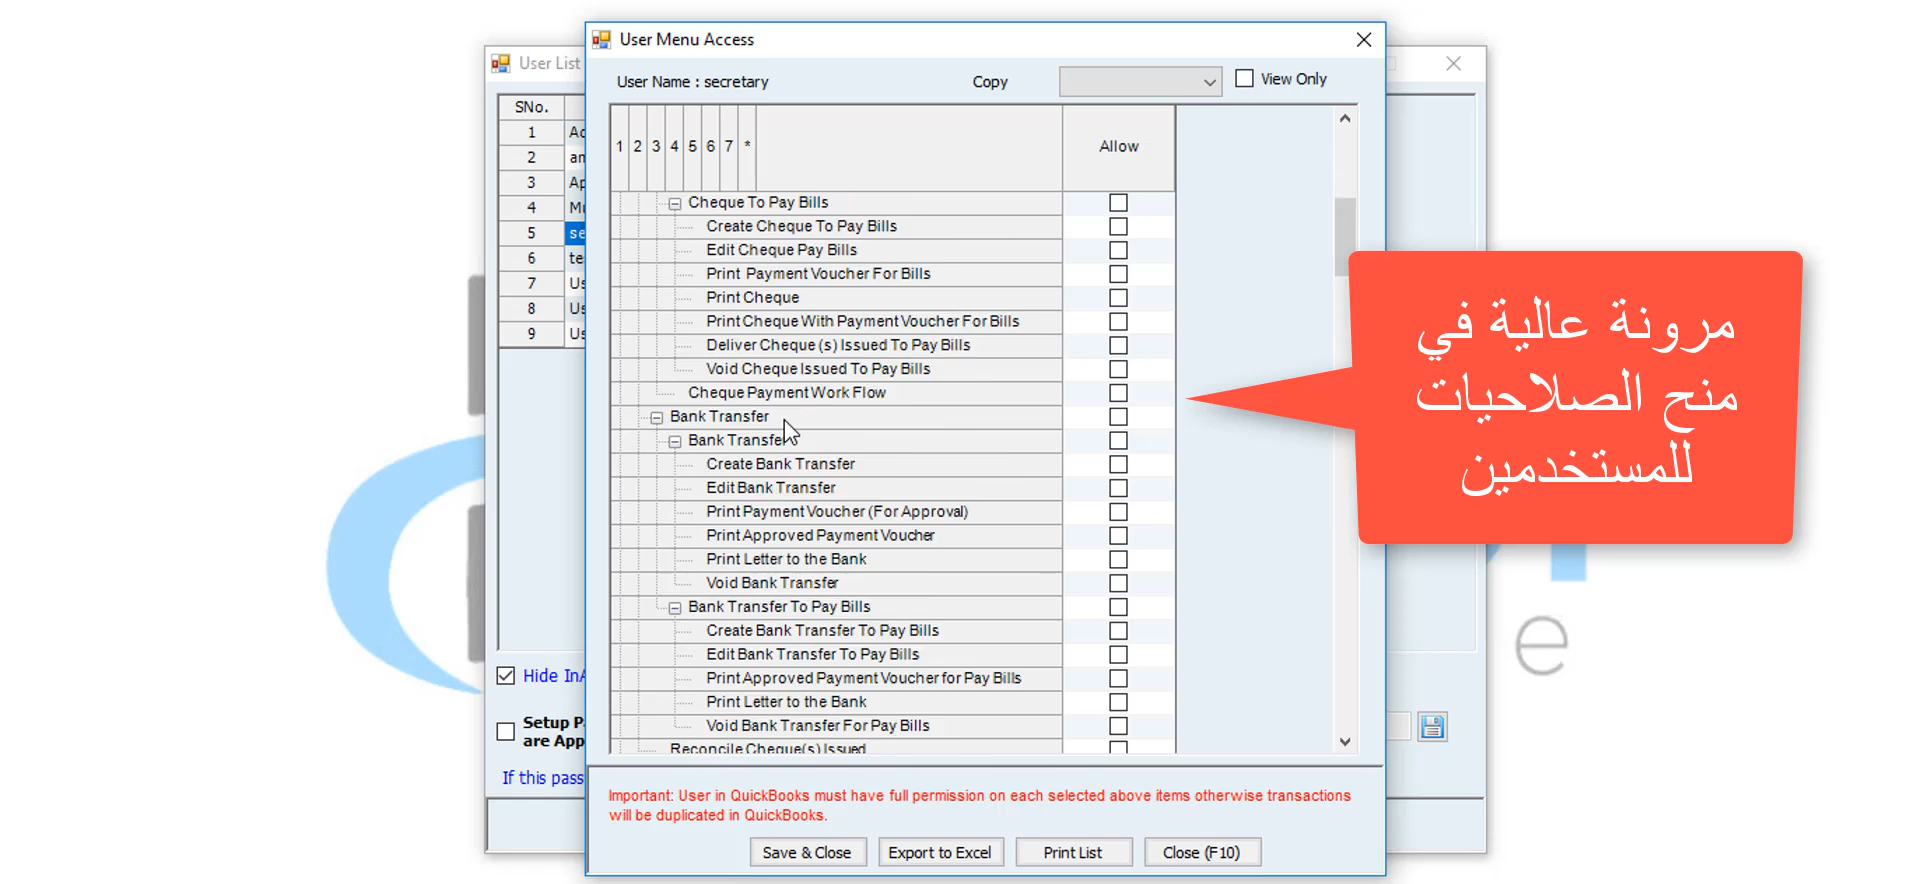 User Menu Access
User List
User Name : secretary
Copy
View Only
SNo.
1
2
3
4
5
6
7
8
9
1 2 3 4 5 6 7 *
Allow
Cheque To Pay Bills
Create Cheque To Pay Bills
Edit Cheque Pay Bills
Print Payment Voucher For Bills
Print Cheque
Print Cheque With Payment Voucher For Bills
Deliver Cheque (s) Issued To Pay Bills
Void Cheque Issued To Pay Bills
Cheque Payment Work Flow
Bank Transfer
Bank Transfer
Create Bank Transfer
Edit Bank Transfer
Print Payment Voucher (For Approval)
Print Approved Payment Voucher
Print Letter to the Bank
Void Bank Transfer
Bank Transfer To Pay Bills
Create Bank Transfer To Pay Bills
Edit Bank Transfer To Pay Bills
Print Approved Payment Voucher for Pay Bills
Print Letter to the Bank
Void Bank Transfer For Pay Bills
Reconcile Cheque(s) Issued
مرونة عالية في
منح الصلاحيات
للمستخدمين
Hide
Setup
are
If this
Important: User in QuickBooks must have full permission on each selected above items otherwise transactions
will be duplicated in QuickBooks.
Save & Close
Export to Excel
Print List
Close (F10)
e